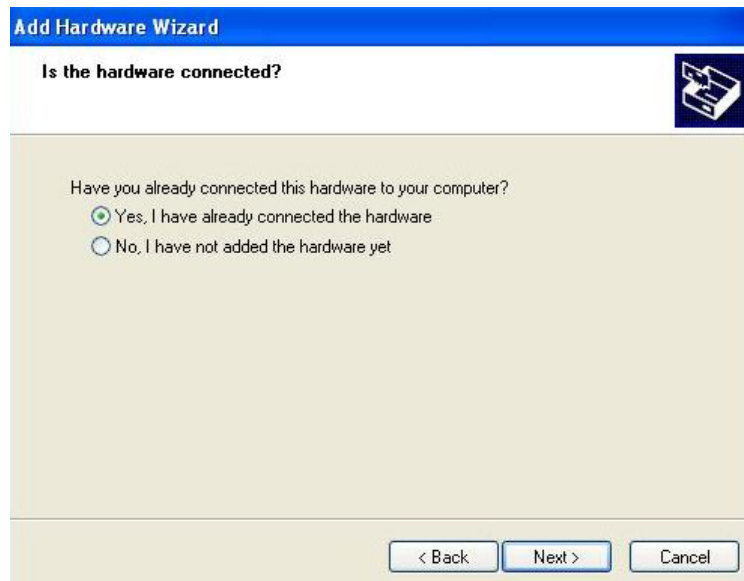 Add Hardware Wizard
Is the hardware connected?
Have you already connected this hardware to your computer?
Yes, I have already connected the hardware
No, I have not added the hardware yet
< Back Next > Cancel